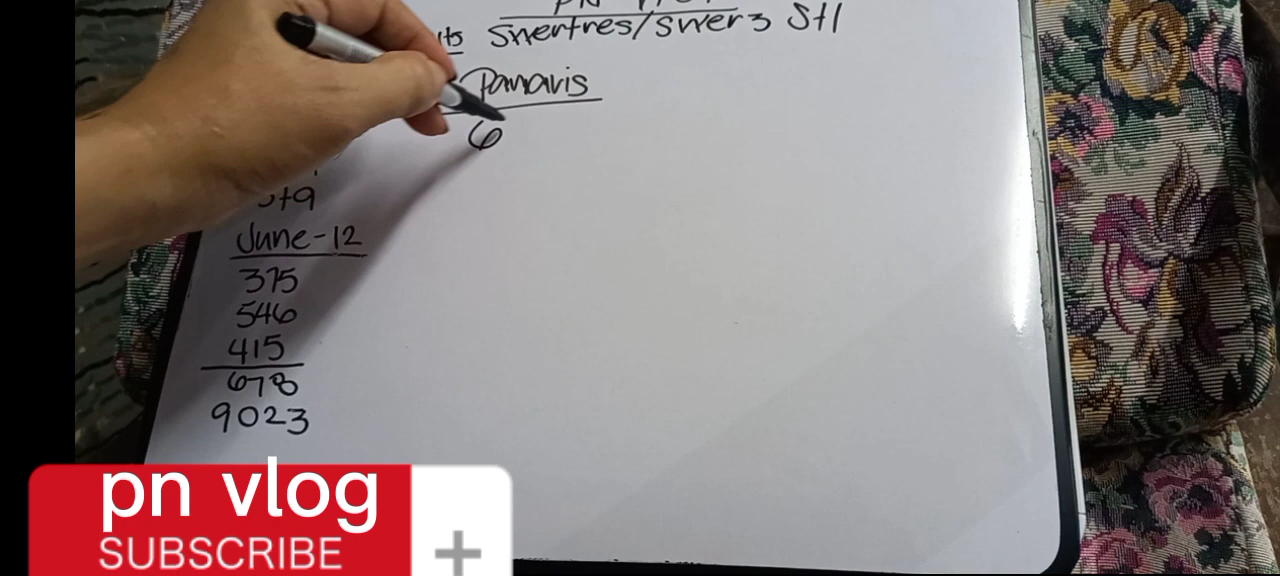 Swertres/Swer3 Stl
Pamaris
6
June-12
375
546
415
678
9023
pn vlog
SUBSCRIBE
+